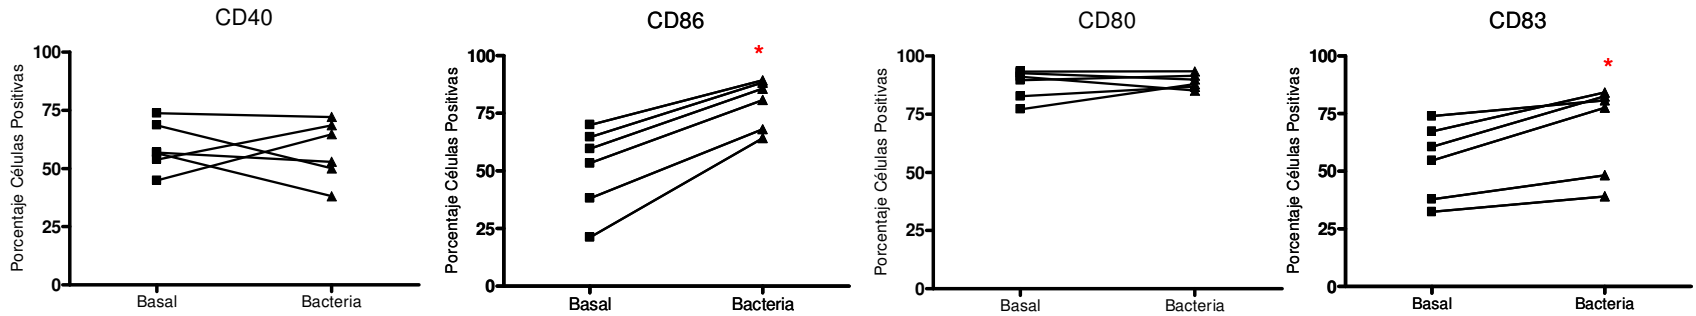 CD40
Porcentaje Células Positivas
100
75
50
25
0
Basal
Bacteria
CD86
*
Porcentaje Células Positivas
100
75
50
25
0
Basal
Bacteria
CD80
Porcentaje Células Positivas
100
75
50
25
0
Basal
Bacteria
CD83
*
Porcentaje Células Positivas
100
75
50
25
0
Basal
Bacteria